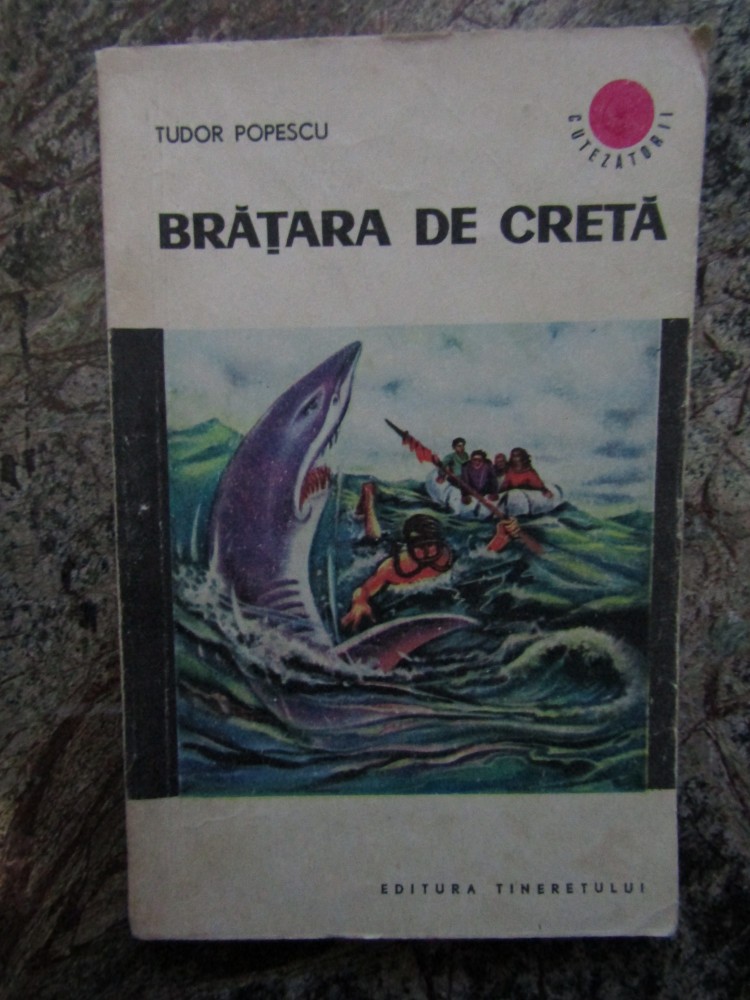 TUDOR POPESCU
CUTEZĂTORII
BRĂȚARA DE CRETĂ
EDITURA TINERETULUI